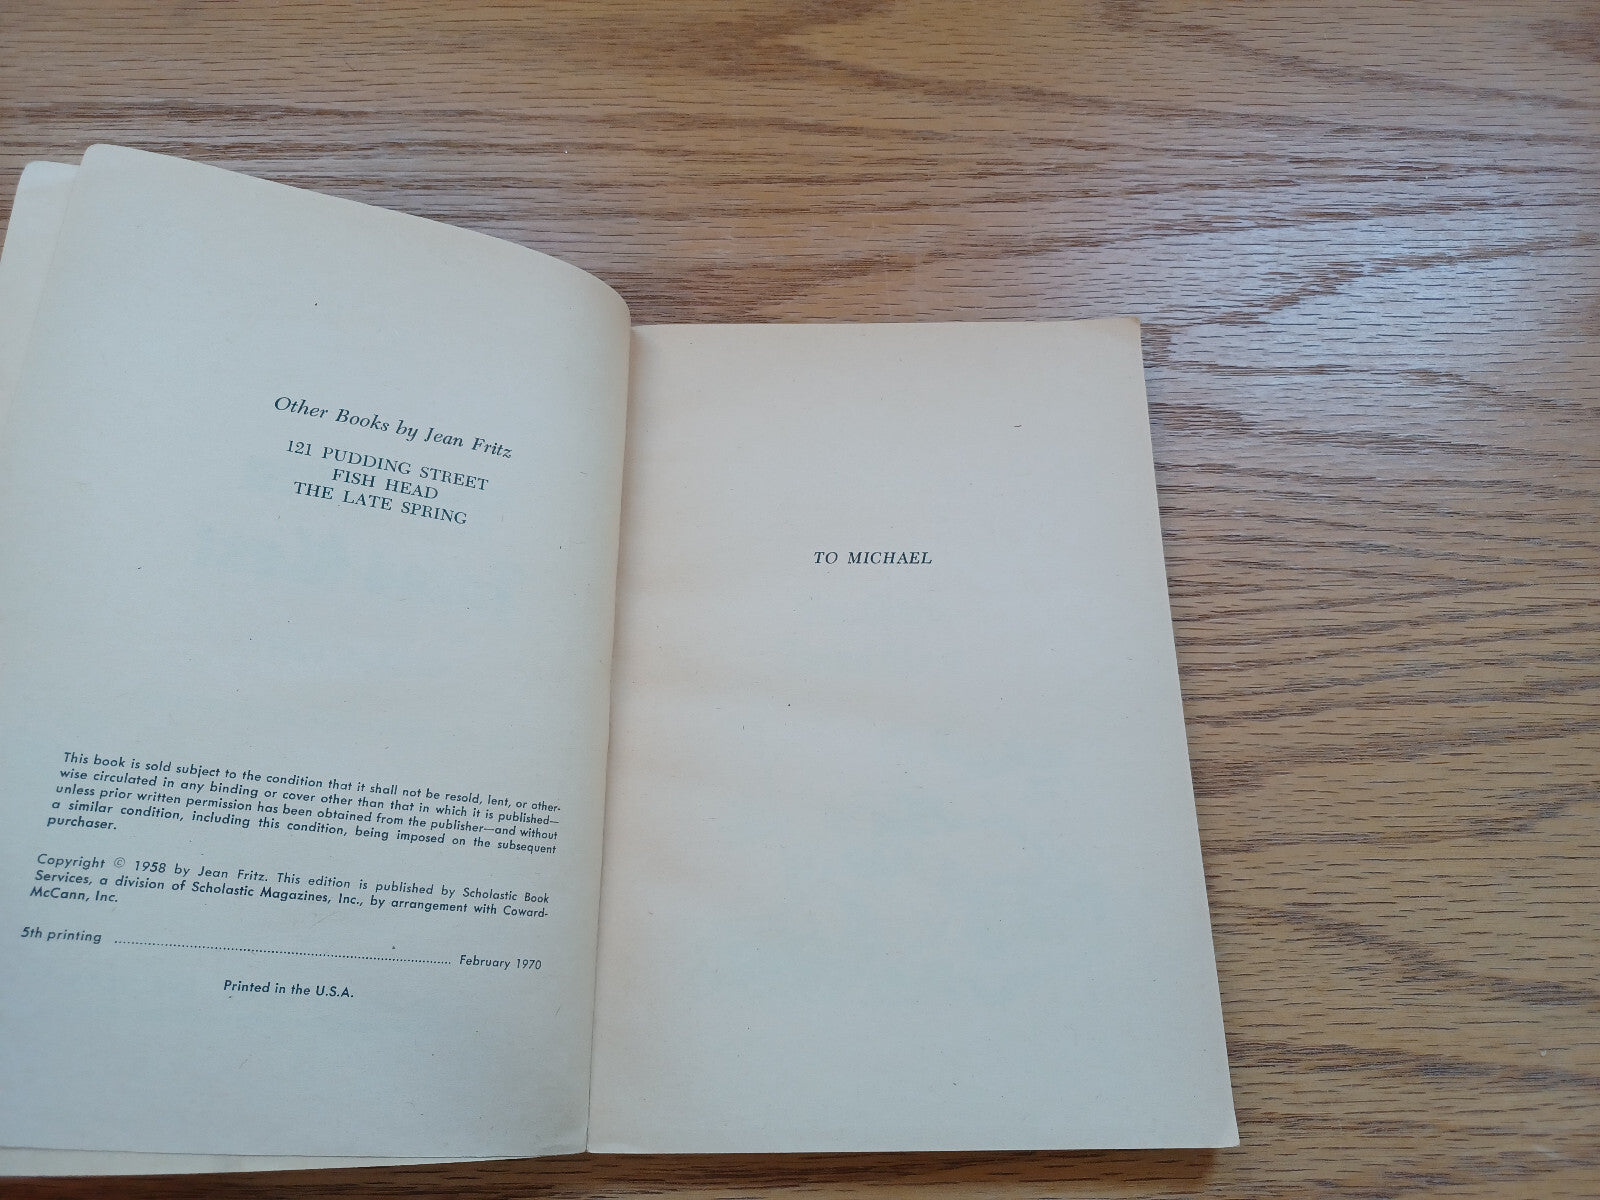 Other Books by Jean Fritz
121 PUDDING STREET
FISH HEAD
THE LATE SPRING
This book is sold subject to the condition that it shall not be resold, lent, or other-
wise circulated in any binding or cover other than that in which it is published—
unless prior written permission has been obtained from the publisher—and without
a similar condition, including this condition, being imposed on the subsequent
purchaser.
Copyright © 1958 by Jean Fritz. This edition is published by Scholastic Book
Services, a division of Scholastic Magazines, Inc., by arrangement with Coward-
McCann, Inc.
5th printing ........................................................................ February 1970
Printed in the U.S.A.
TO MICHAEL